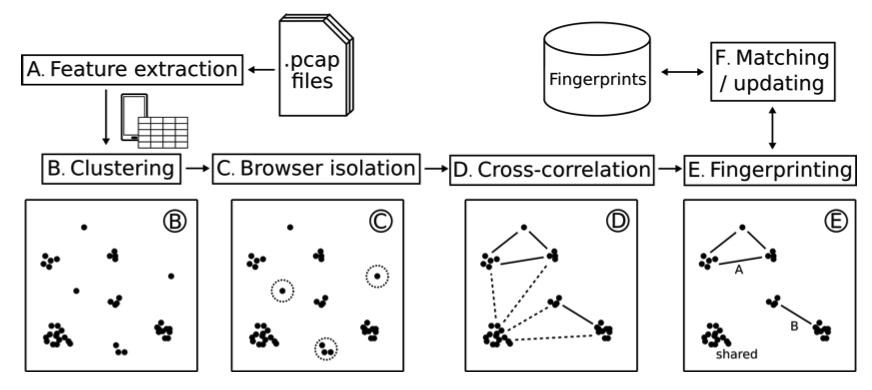 .pcap
files
A. Feature extraction
Fingerprints
F. Matching
/ updating
B. Clustering
C. Browser isolation
D. Cross-correlation
E. Fingerprinting
B
C
D
E
A
B
shared